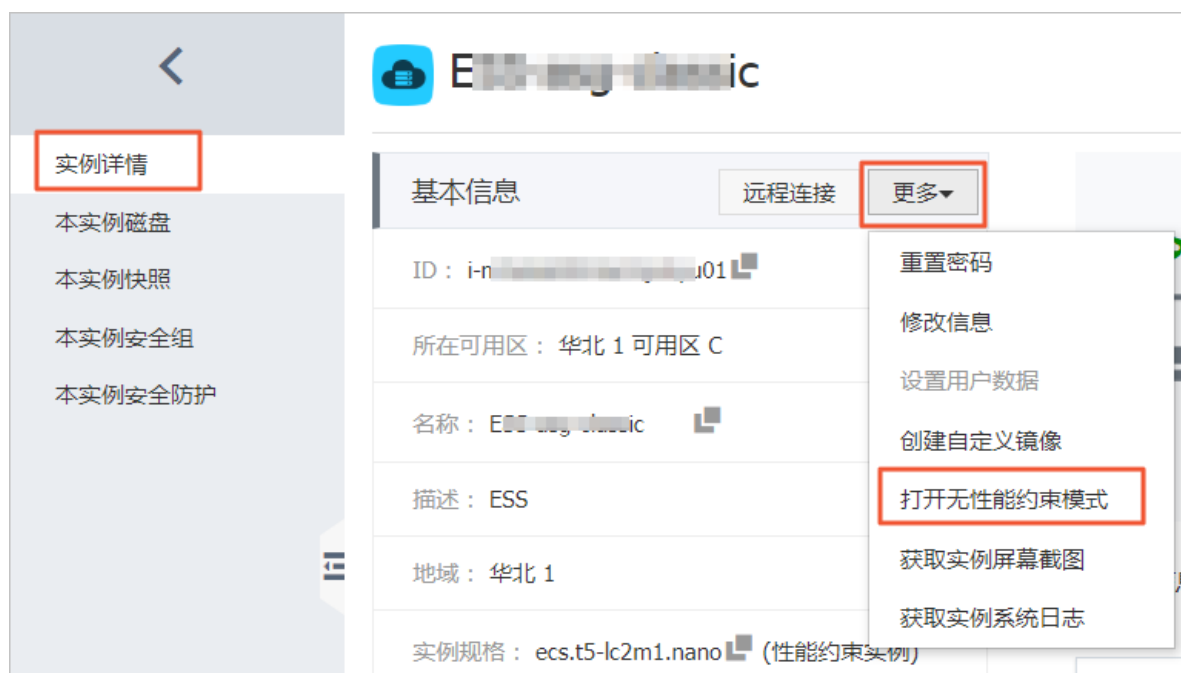 实例详情
本实例磁盘
本实例快照
本实例安全组
本实例安全防护
基本信息
远程连接
更多
ID：
所在可用区： 华北 1 可用区 C
名称：
描述： ESS
地域： 华北 1
实例规格： ecs.t5-lc2m1.nano (性能约束实例)
重置密码
修改信息
设置用户数据
创建自定义镜像
打开无性能约束模式
获取实例屏幕截图
获取实例系统日志